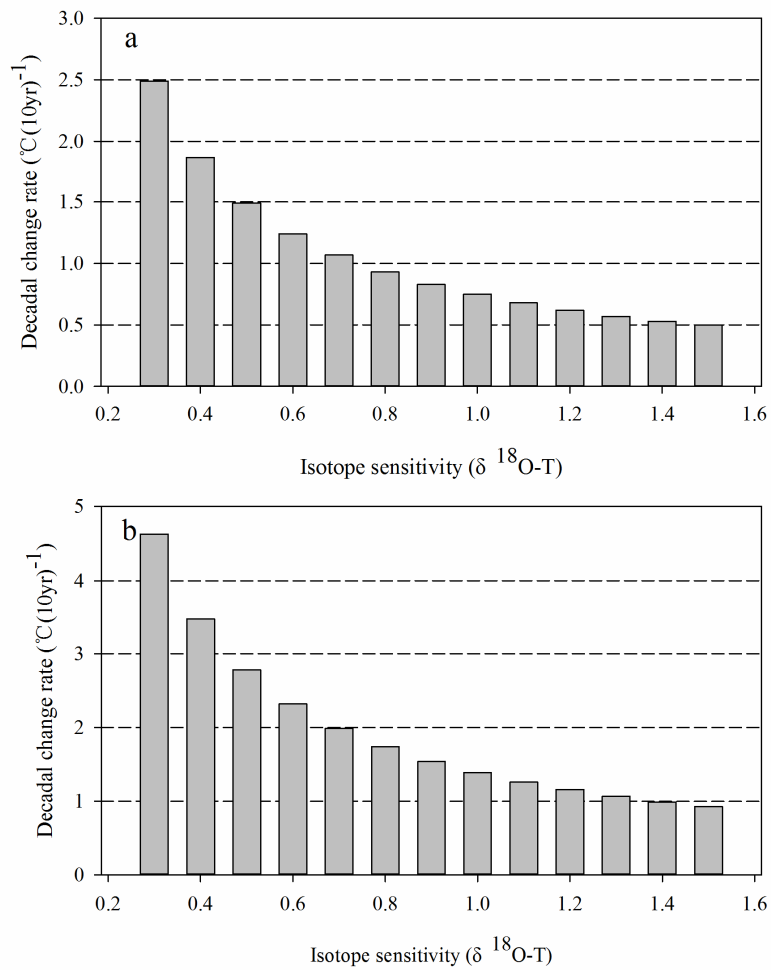 a
Decadal change rate (℃(10yr)-1)
3.0
2.5
2.0
1.5
1.0
0.5
0.0
0.2 0.4 0.6 0.8 1.0 1.2 1.4 1.6
Isotope sensitivity (δ 18O-T)
b
Decadal change rate (℃(10yr)-1)
5
4
3
2
1
0
0.2 0.4 0.6 0.8 1.0 1.2 1.4 1.6
Isotope sensitivity (δ 18O-T)